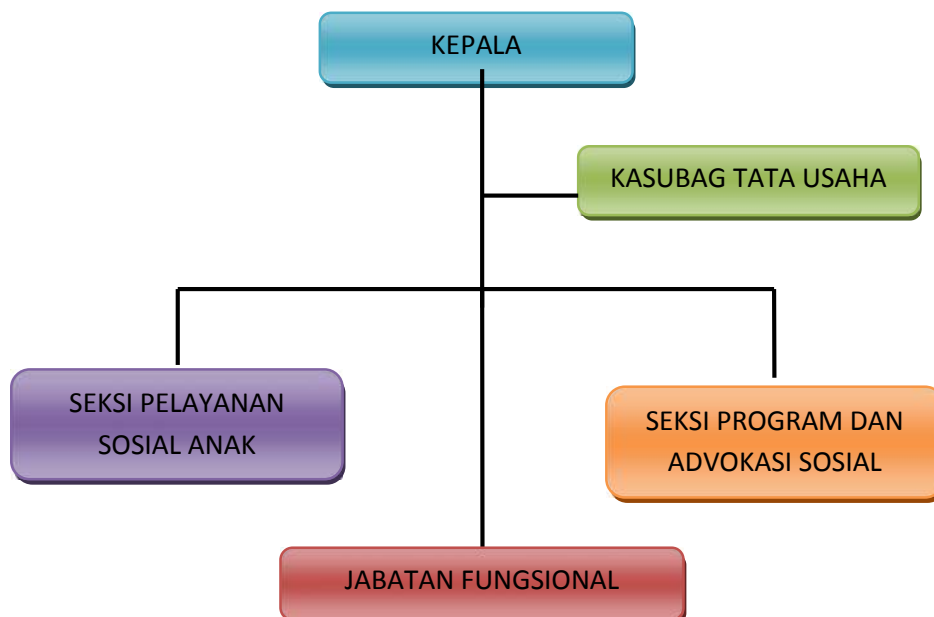 KEPALA
KASUBAG TATA USAHA
SEKSI PELAYANAN
SOSIAL ANAK
SEKSI PROGRAM DAN
ADVOKASI SOSIAL
JABATAN FUNGSIONAL